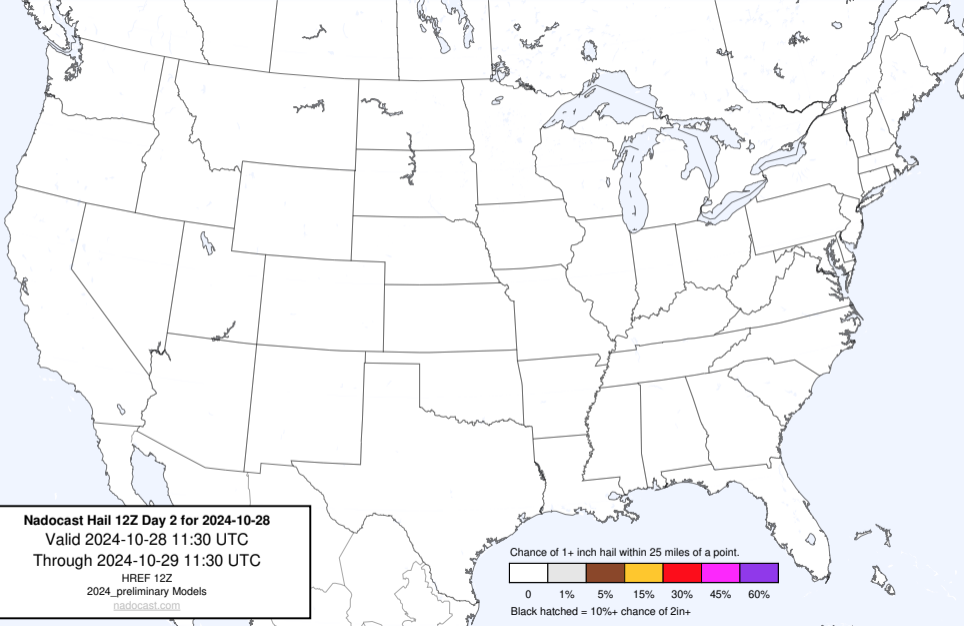 Nadocast Hail 12Z Day 2 for 2024-10-28
Valid 2024-10-28 11:30 UTC
Through 2024-10-29 11:30 UTC
HREF 12Z
2024_preliminary Models
nadocast.com
Chance of 1+ inch hail within 25 miles of a point.
0 1% 5% 15% 30% 45% 60%
Black hatched = 10%+ chance of 2in+